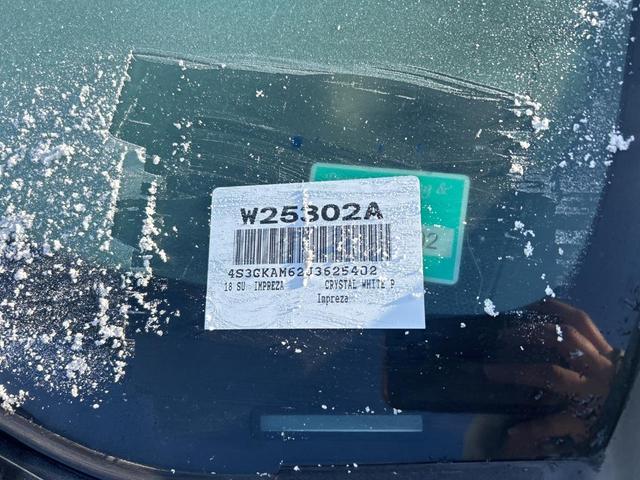 W25302A
4S3GKAM62J3625402
18 SU IMPREZA CRYSTAL WHITE P
Impreza